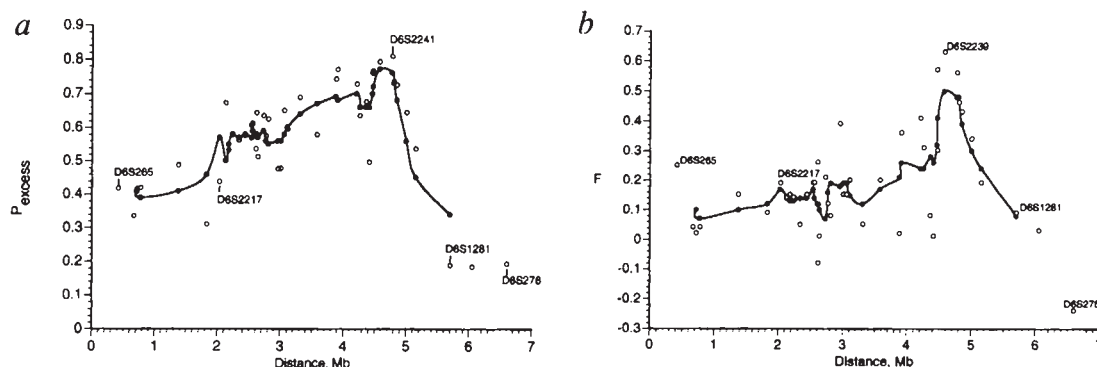 a
0.9
0.8
0.7
0.6
0.5
0.4
0.3
0.2
0.1
0
P excess
D6S265
D6S2217
D6S2241
D6S1281
D6S276
0 1 2 3 4 5 6 7
Distance, Mb
b
0.7
0.6
0.5
0.4
0.3
0.2
0.1
0
-0.1
-0.2
-0.3
F
D6S265
D6S2217
D6S2239
D6S1281
D6S276
0 1 2 3 4 5 6 7
Distance, Mb